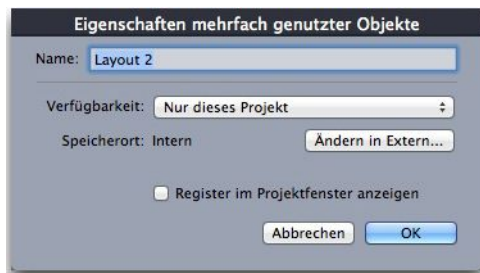 Eigenschaften mehrfach genutzter Objekte
Name: Layout 2
Verfügbarkeit: Nur dieses Projekt
Speicherort: Intern Ändern in Extern...
Register im Projektfenster anzeigen
Abbrechen OK